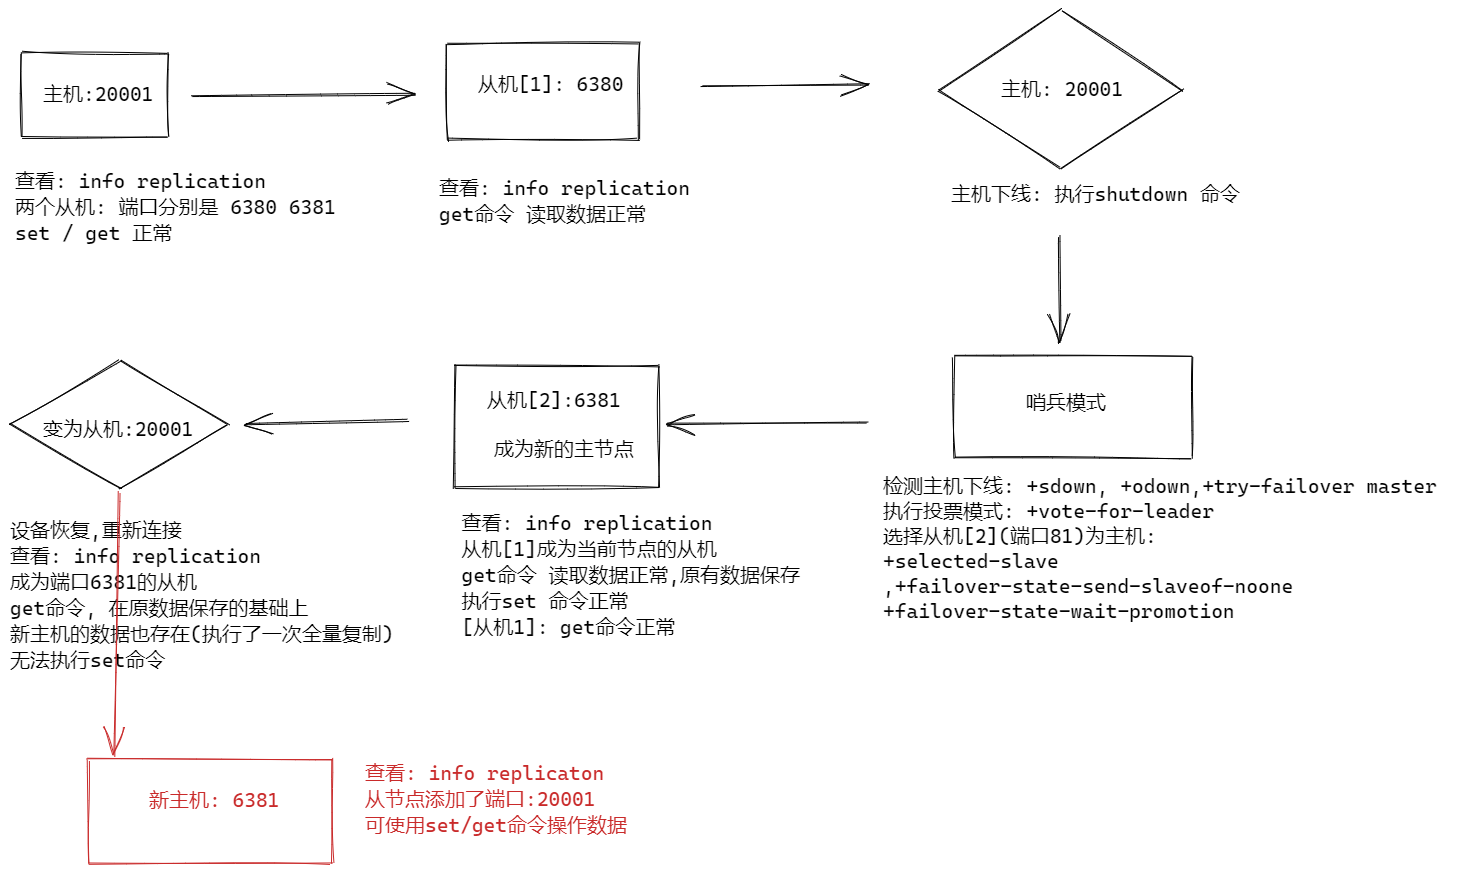 主机:20001
查看: info replication
两个从机: 端口分别是 6380 6381
set / get 正常
从机[1]: 6380
查看: info replication
get命令 读取数据正常
主机: 20001
主机下线: 执行shutdown 命令
哨兵模式
检测主机下线: +sdown, +odown,+try-failover master
执行投票模式: +vote-for-leader
选择从机[2](端口81)为主机:
+selected-slave
,+failover-state-send-slaveof-noone
+failover-state-wait-promotion
从机[2]:6381
成为新的主节点
查看: info replication
从机[1]成为当前节点的从机
get命令 读取数据正常,原有数据保存
执行set 命令正常
[从机1]: get命令正常
变为从机:20001
设备恢复,重新连接
查看: info replication
成为端口6381的从机
get命令, 在原数据保存的基础上
新主机的数据也存在(执行了一次全量复制)
无法执行set命令
新主机: 6381
查看: info replicaton
从节点添加了端口:20001
可使用set/get命令操作数据